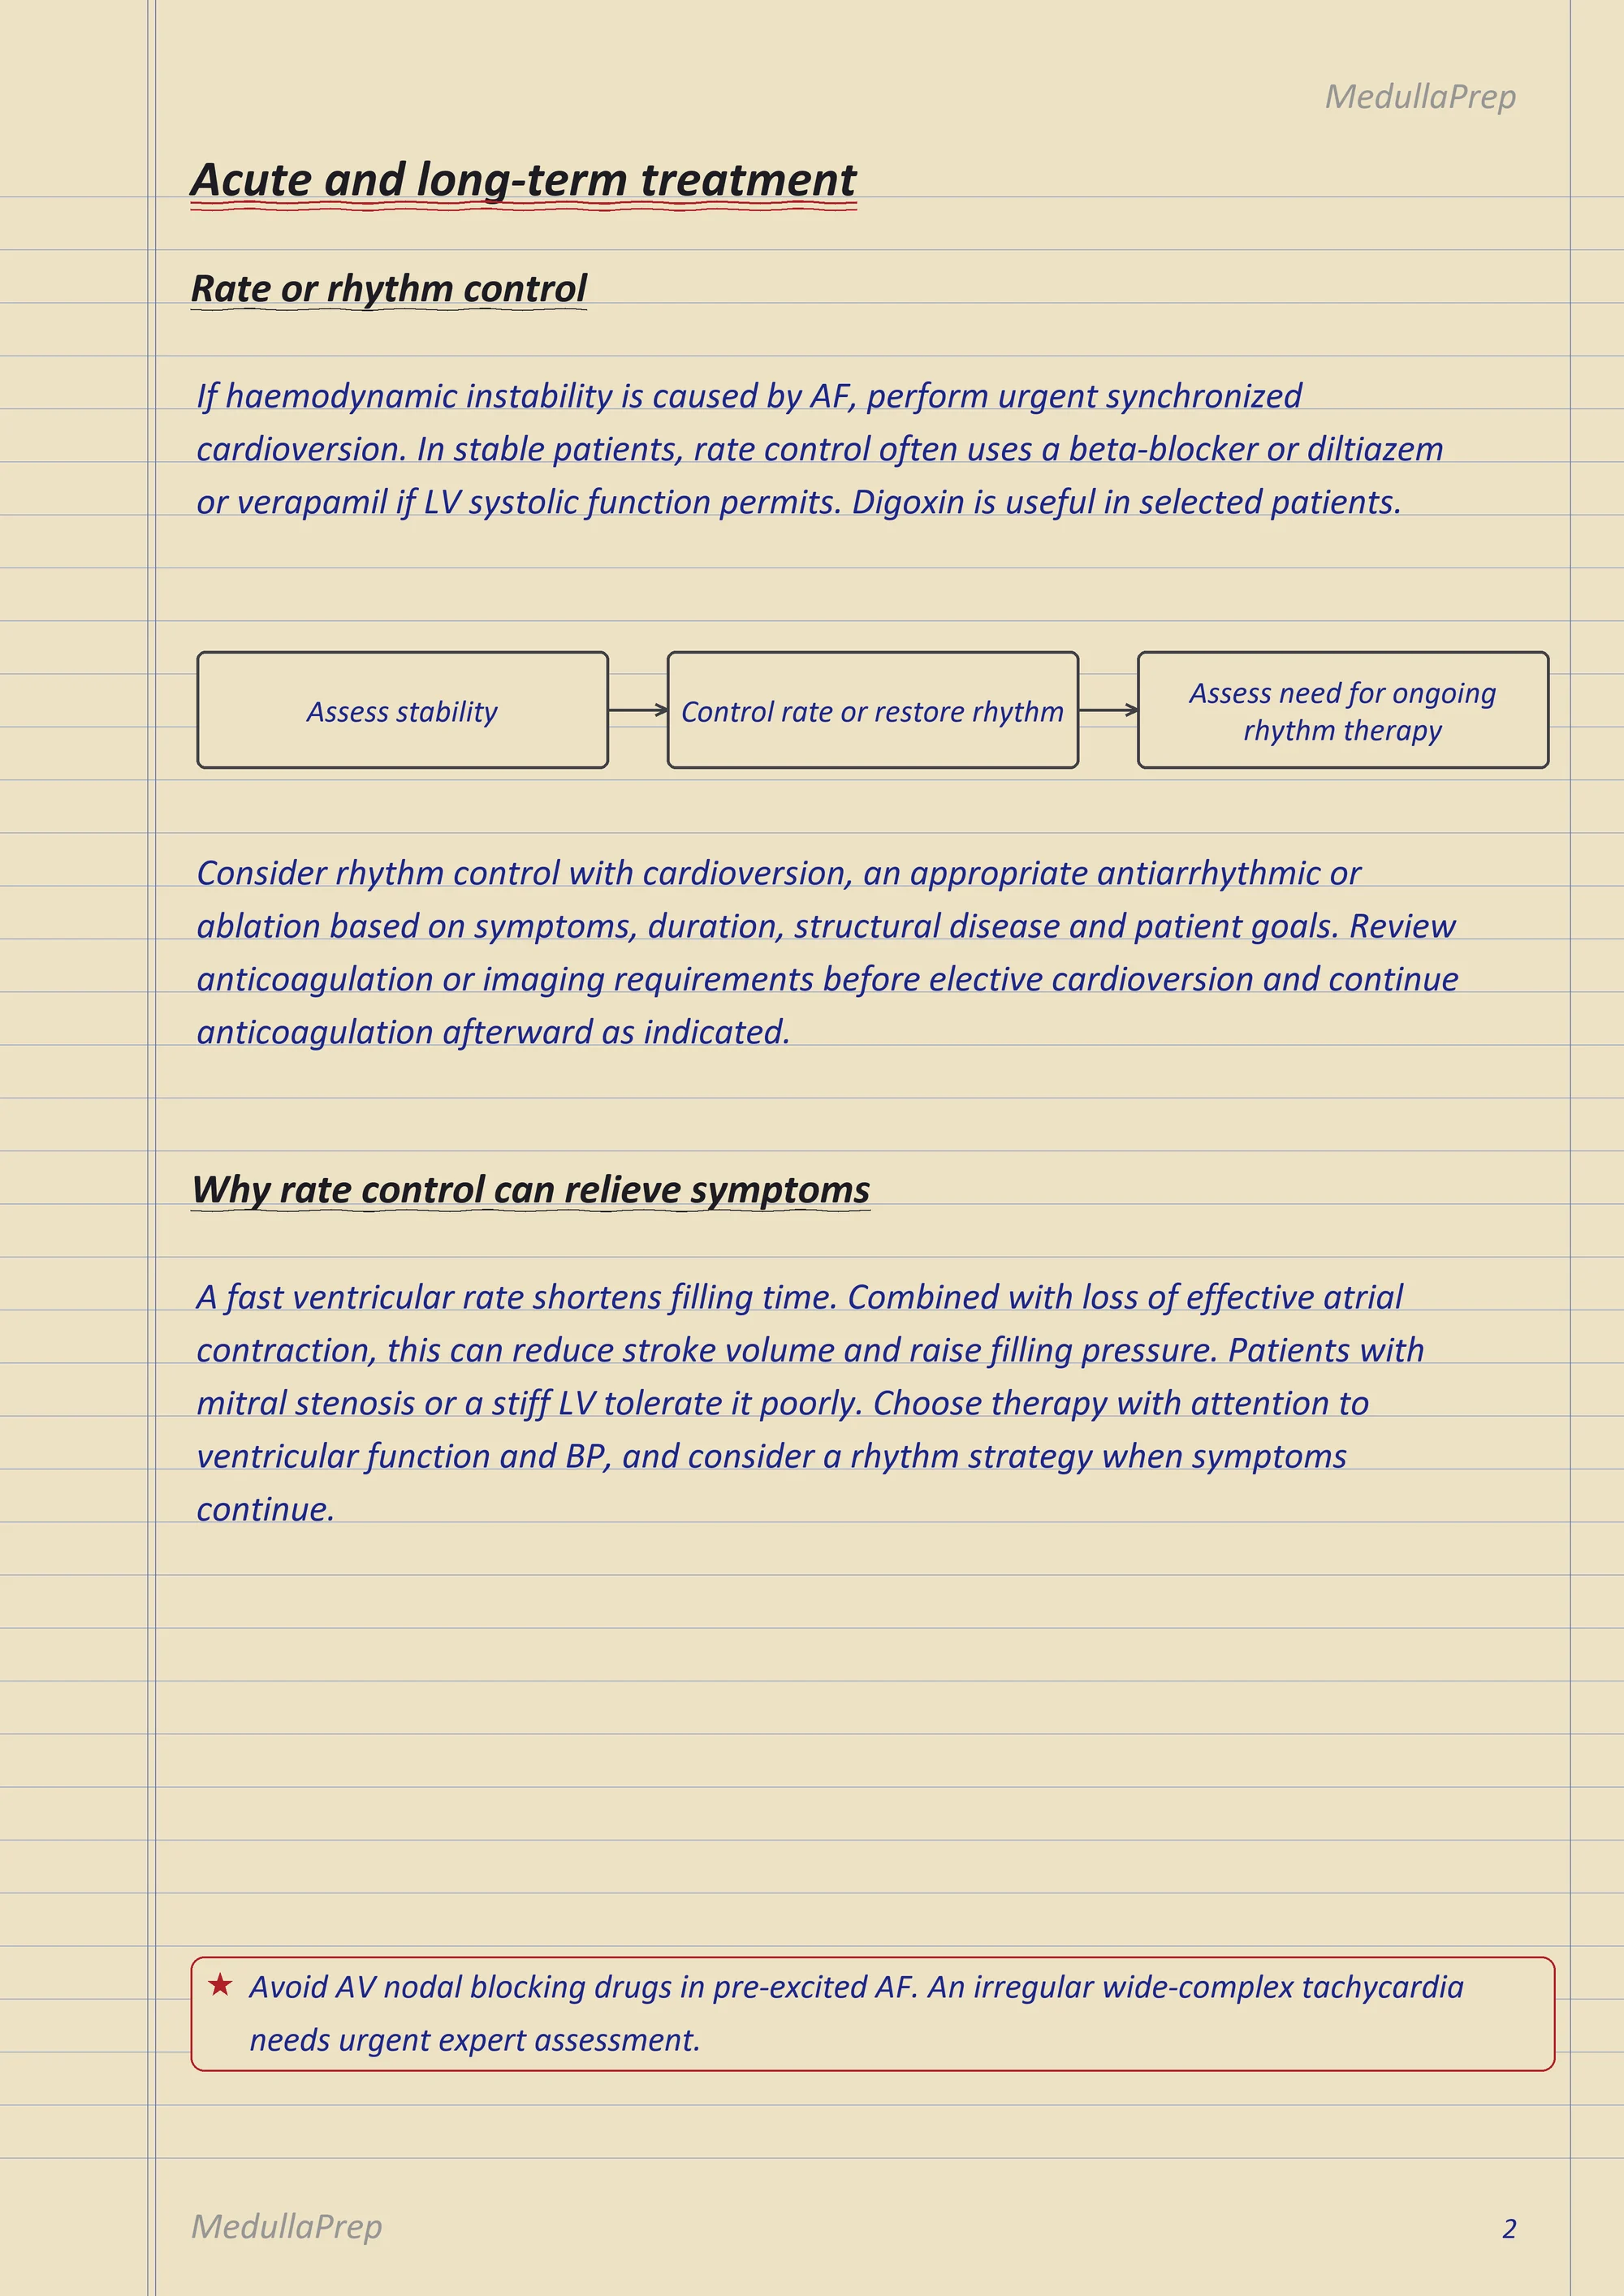 MedullaPrep
Acute and long-term treatment
Rate or rhythm control
If haemodynamic instability is caused by AF, perform urgent synchronized
cardioversion. In stable patients, rate control often uses a beta-blocker or diltiazem
or verapamil if LV systolic function permits. Digoxin is useful in selected patients.
Assess stability
Control rate or restore rhythm
Assess need for ongoing
rhythm therapy
Consider rhythm control with cardioversion, an appropriate antiarrhythmic or
ablation based on symptoms, duration, structural disease and patient goals. Review
anticoagulation or imaging requirements before elective cardioversion and continue
anticoagulation afterward as indicated.
Why rate control can relieve symptoms
A fast ventricular rate shortens filling time. Combined with loss of effective atrial
contraction, this can reduce stroke volume and raise filling pressure. Patients with
mitral stenosis or a stiff LV tolerate it poorly. Choose therapy with attention to
ventricular function and BP, and consider a rhythm strategy when symptoms
continue.
★ Avoid AV nodal blocking drugs in pre-excited AF. An irregular wide-complex tachycardia
needs urgent expert assessment.
MedullaPrep
2